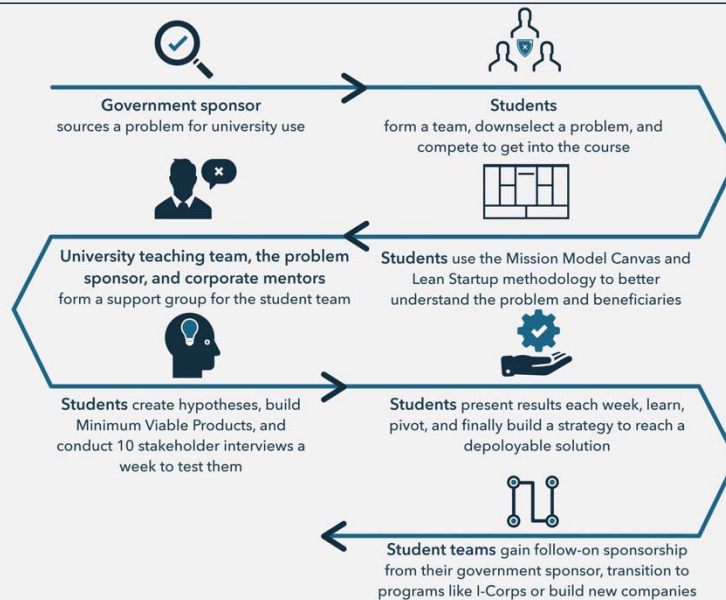 Government sponsor
sources a problem for university use
Students
form a team, downselect a problem, and
compete to get into the course
Students use the Mission Model Canvas and
Lean Startup methodology to better
understand the problem and beneficiaries
University teaching team, the problem
sponsor, and corporate mentors
form a support group for the student team
Students create hypotheses, build
Minimum Viable Products, and
conduct 10 stakeholder interviews a
week to test them
Students present results each week, learn,
pivot, and finally build a strategy to reach a
depoloyable solution
Student teams gain follow-on sponsorship
from their government sponsor, transition to
programs like I-Corps or build new companies